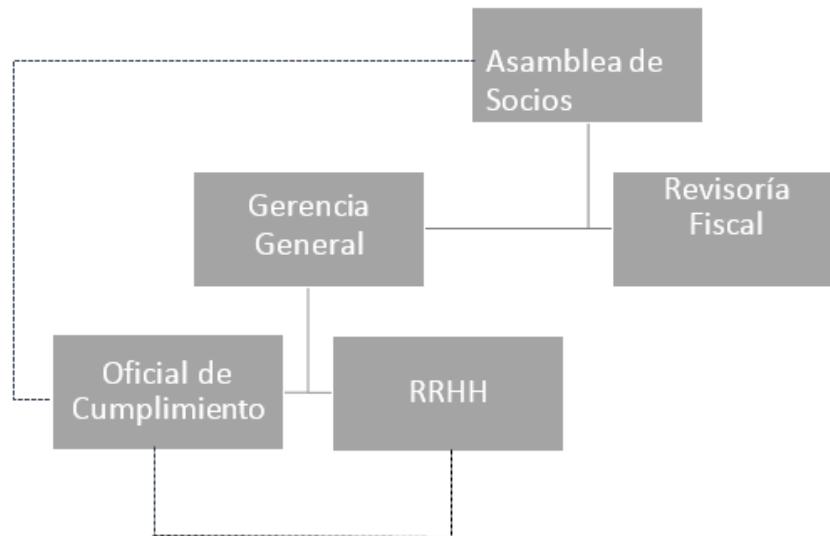 Asamblea de
Socios
Gerencia
General
Revisoría
Fiscal
Oficial de
Cumplimiento
RRHH